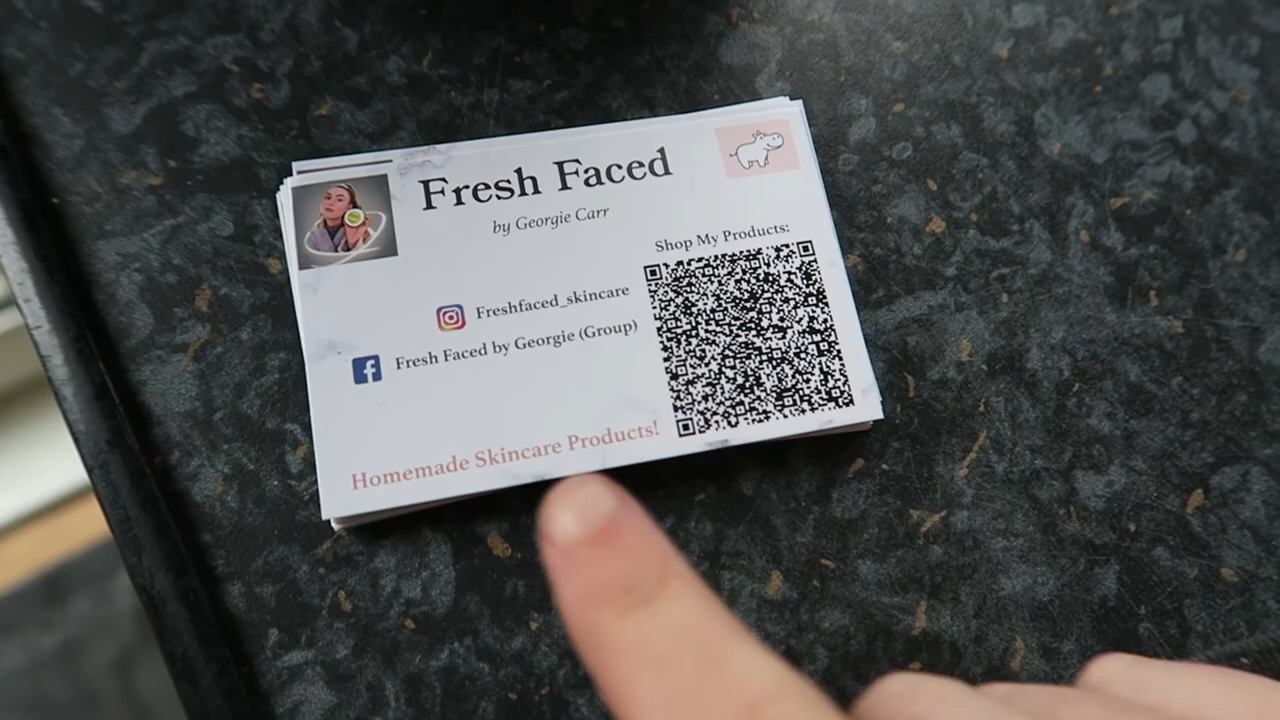 Fresh Faced
by Georgie Carr
Shop My Products:
Freshfaced_skincare
Fresh Faced by Georgie (Group)
Homemade Skincare Products!